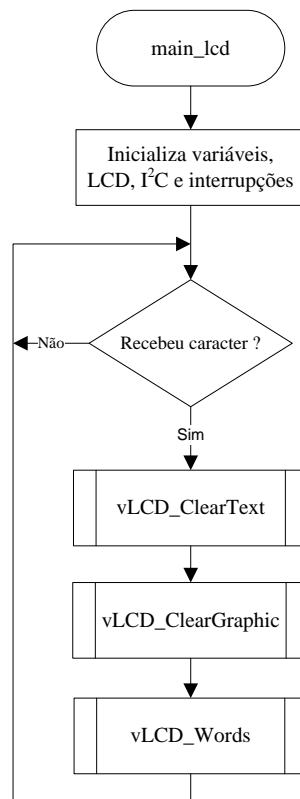 main_lcd
Inicializa variáveis,
LCD, I²C e interrupções
Recebeu caracter ?
Não
Sim
vLCD_ClearText
vLCD_ClearGraphic
vLCD_Words